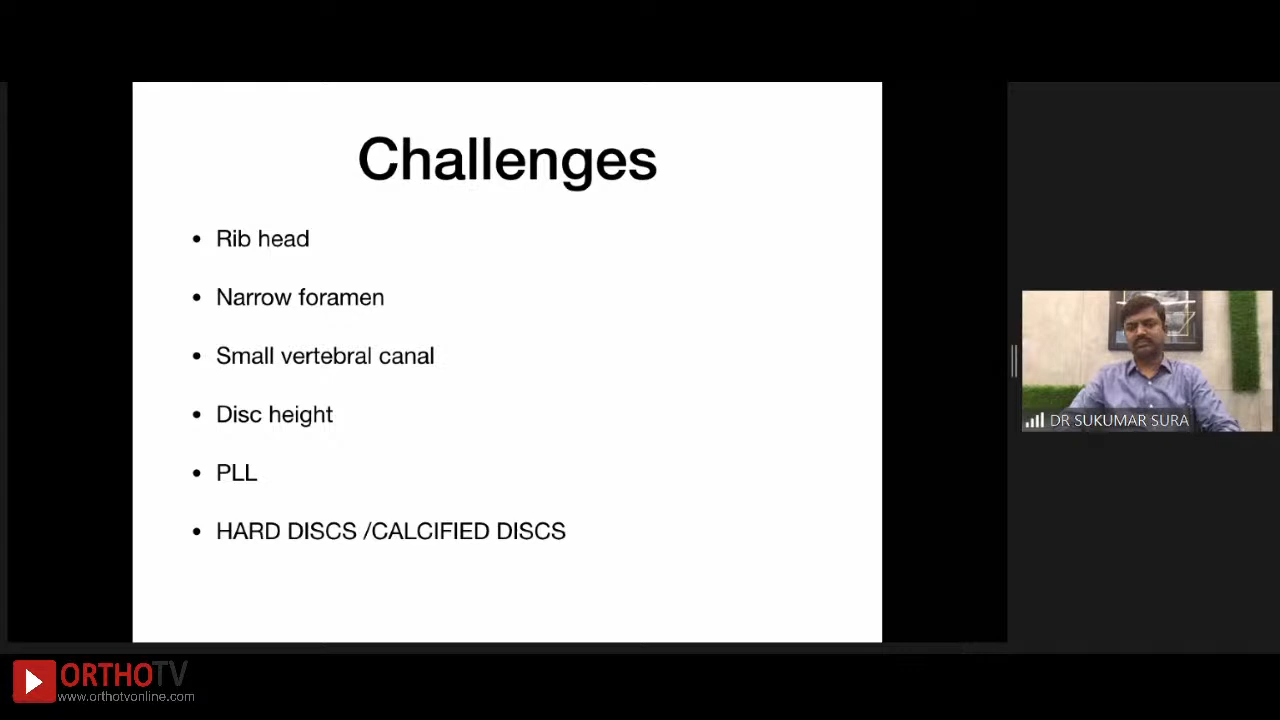 Challenges
• Rib head
• Narrow foramen
• Small vertebral canal
• Disc height
• PLL
• HARD DISCS /CALCIFIED DISCS
DR SUKUMAR SURA
ORTHOTV
www.orthotvonline.com